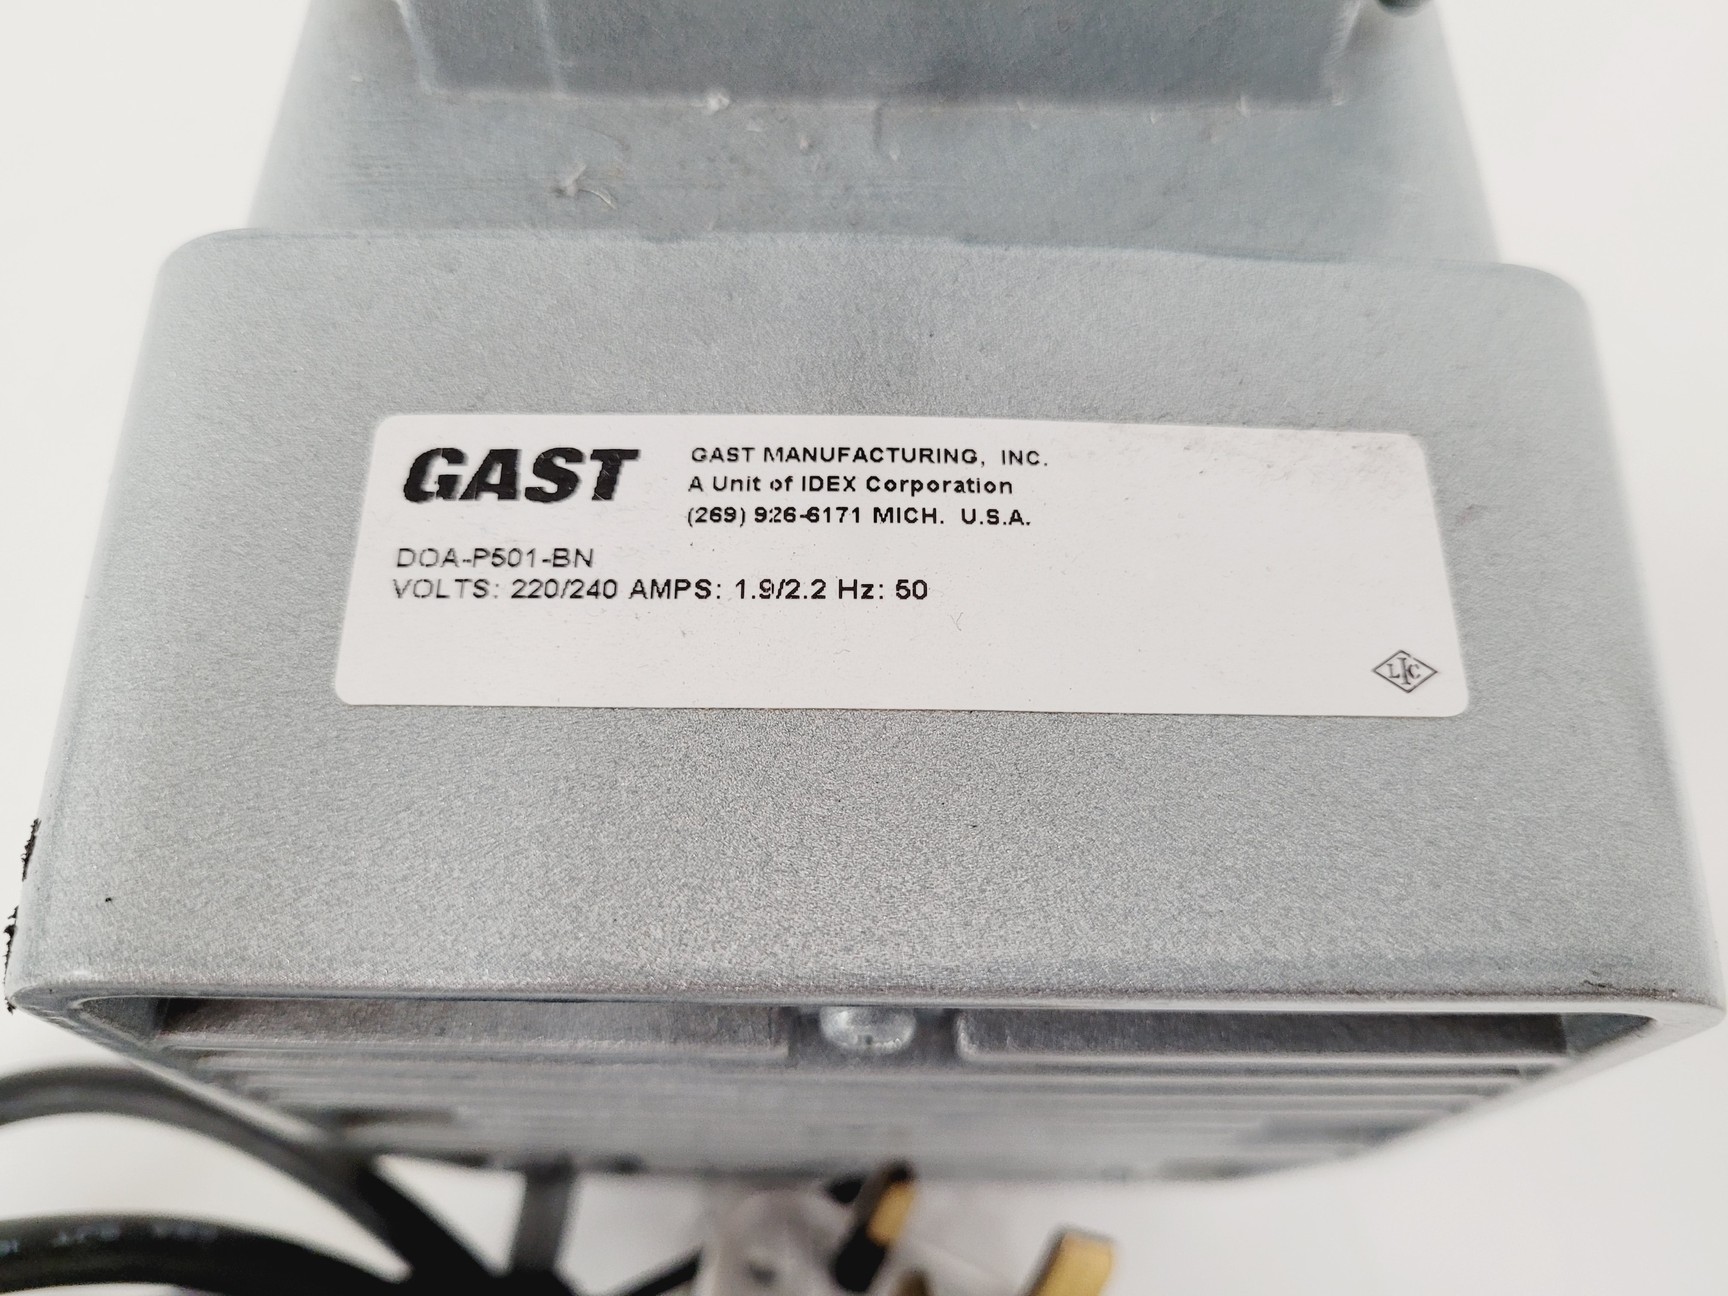 GAST
GAST MANUFACTURING, INC.
A Unit of IDEX Corporation
(269) 926-6171 MICH. U.S.A.
DOA-P501-BN
VOLTS: 220/240 AMPS: 1.9/2.2 Hz: 50
LIC